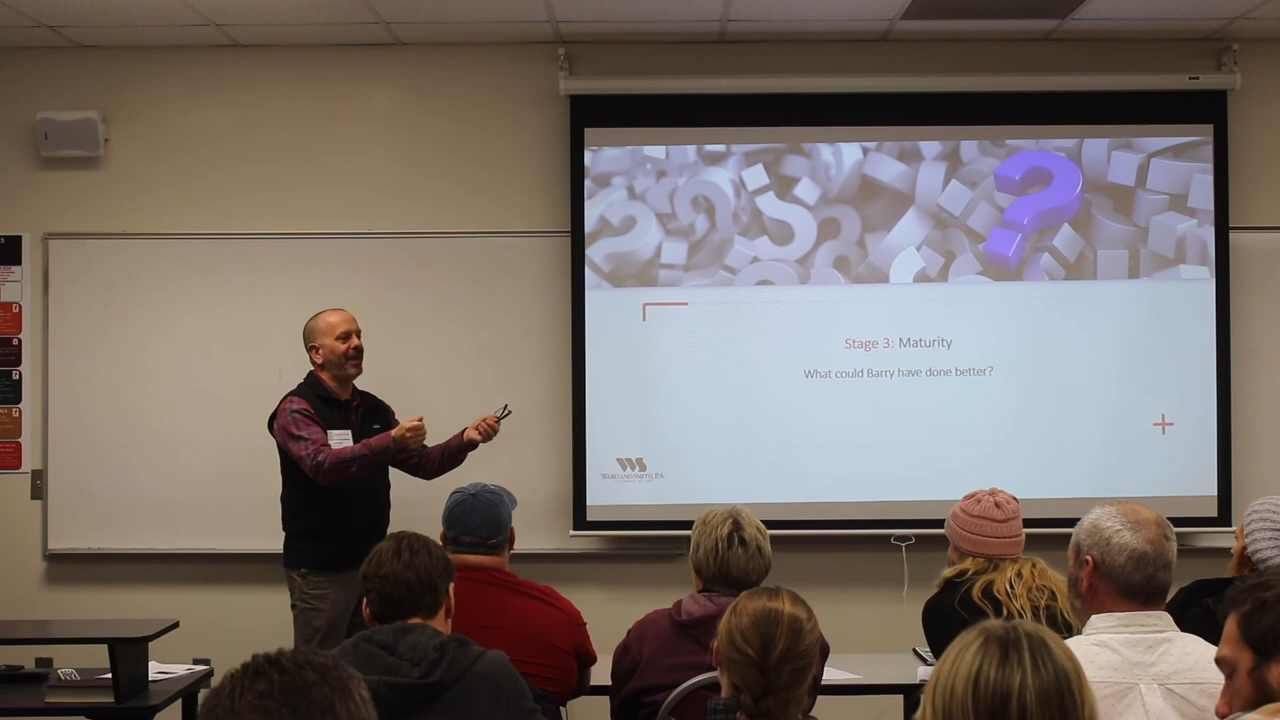 Stage 3: Maturity
What could Barry have done better?
WS
WARD AND SMITH, P.A.